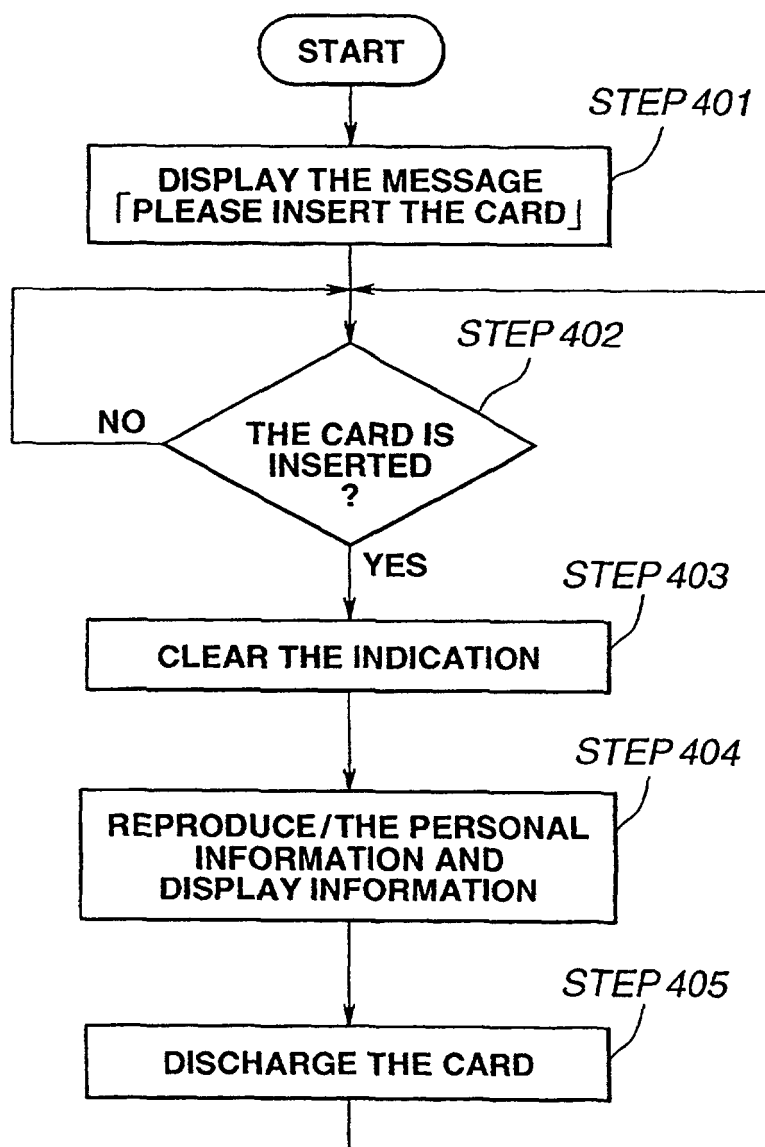 START
STEP 401
DISPLAY THE MESSAGE
「PLEASE INSERT THE CARD」
STEP 402
NO
THE CARD IS
INSERTED
?
YES
STEP 403
CLEAR THE INDICATION
STEP 404
REPRODUCE/THE PERSONAL
INFORMATION AND
DISPLAY INFORMATION
STEP 405
DISCHARGE THE CARD